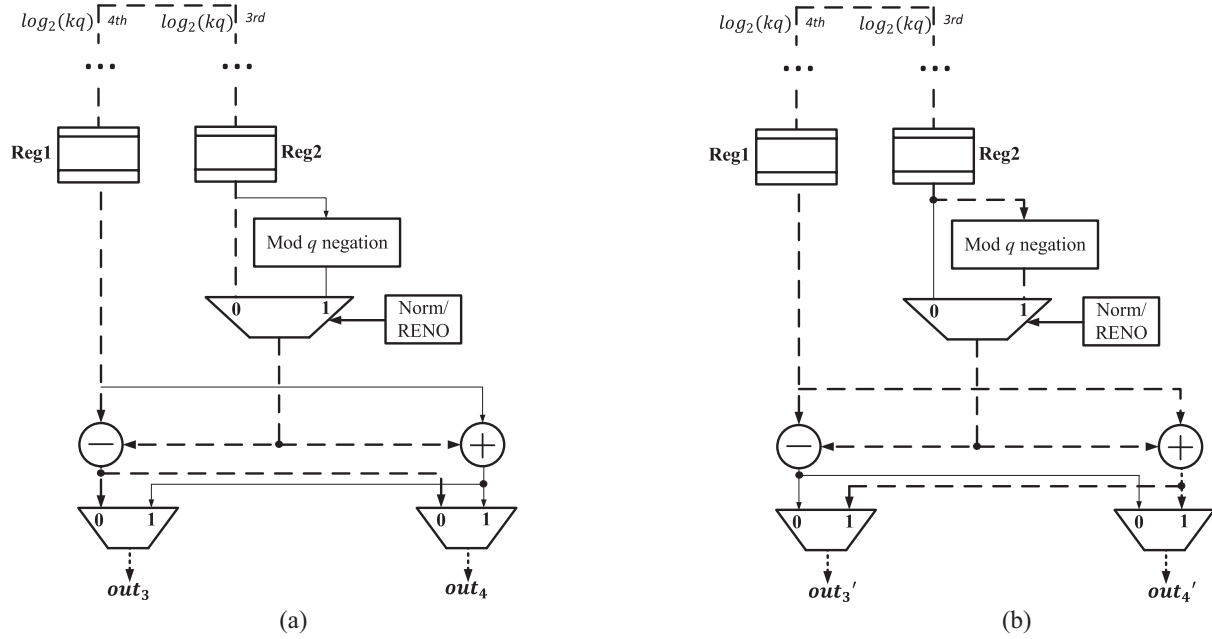 log₂(kq) 4th log₂(kq) 3rd
...
...
Reg1
Reg2
Mod q negation
0 1
Norm/
RENO
− +
0 1 0 1
out₃ out₄
(a)
log₂(kq) 4th log₂(kq) 3rd
...
...
Reg1
Reg2
Mod q negation
0 1
Norm/
RENO
− +
0 1 0 1
out₃′ out₄′
(b)